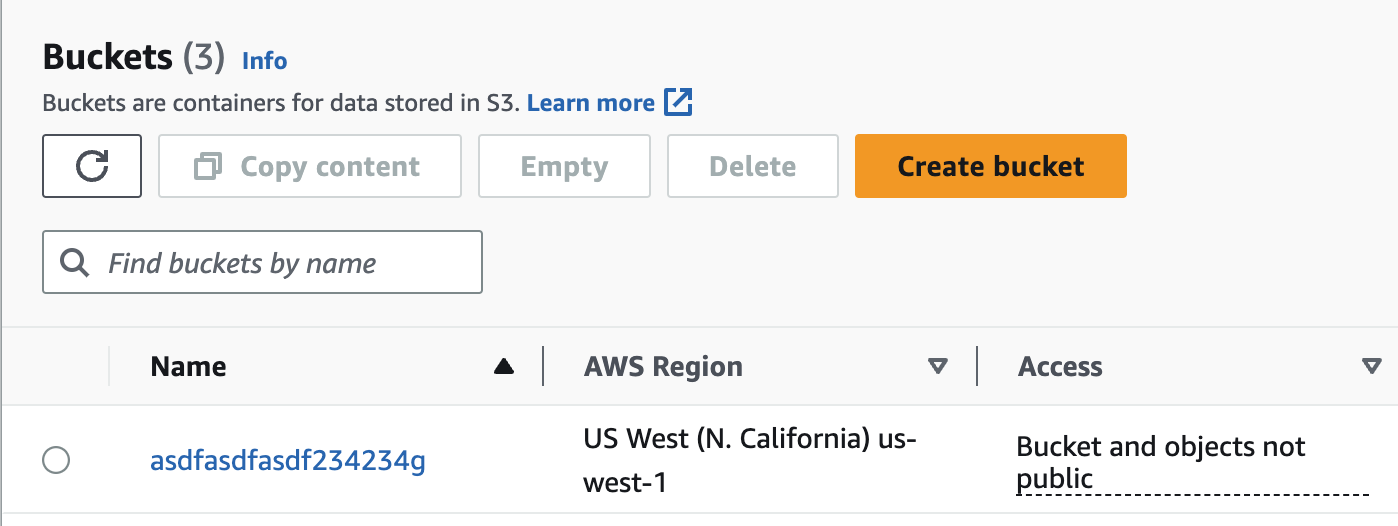 Buckets (3) Info
Buckets are containers for data stored in S3. Learn more
Copy content Empty Delete Create bucket
Find buckets by name
Name AWS Region Access
asdfasdfasdf234234g US West (N. California) us-west-1 Bucket and objects not public